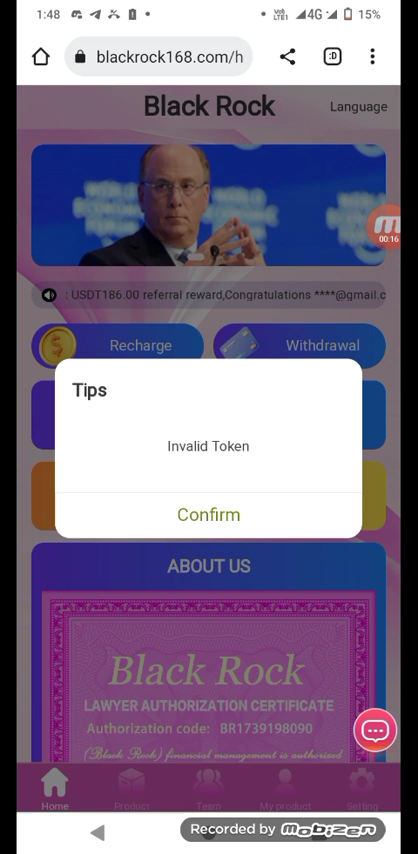 1:48
Vo)
LTE1
4G
15%
blackrock168.com/h
:D
Black Rock
Language
00:16
: USDT186.00 referral reward,Congratulations ****@gmail.c
Recharge
Withdrawal
Tips
Invalid Token
Confirm
ABOUT US
Black Rock
LAWYER AUTHORIZATION CERTIFICATE
Authorization code: BR1739198090
(Black Rock) financial management is authorized
Home
Product
Team
My product
Setting
Recorded by mobizen